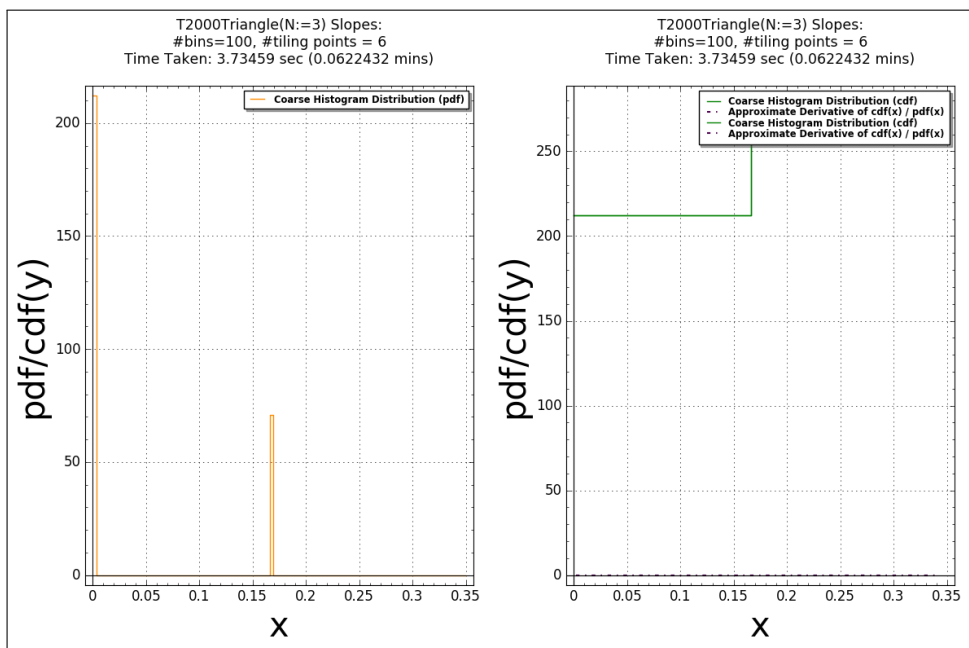 T2000Triangle(N:=3) Slopes:
#bins=100, #tiling points = 6
Time Taken: 3.73459 sec (0.0622432 mins)
Coarse Histogram Distribution (pdf)
200
150
100
50
0
pdf/cdf(y)
0
0.05
0.1
0.15
0.2
0.25
0.3
0.35
x
T2000Triangle(N:=3) Slopes:
#bins=100, #tiling points = 6
Time Taken: 3.73459 sec (0.0622432 mins)
Coarse Histogram Distribution (cdf)
Approximate Derivative of cdf(x) / pdf(x)
Coarse Histogram Distribution (cdf)
Approximate Derivative of cdf(x) / pdf(x)
250
200
150
100
50
0
pdf/cdf(y)
0
0.05
0.1
0.15
0.2
0.25
0.3
0.35
x